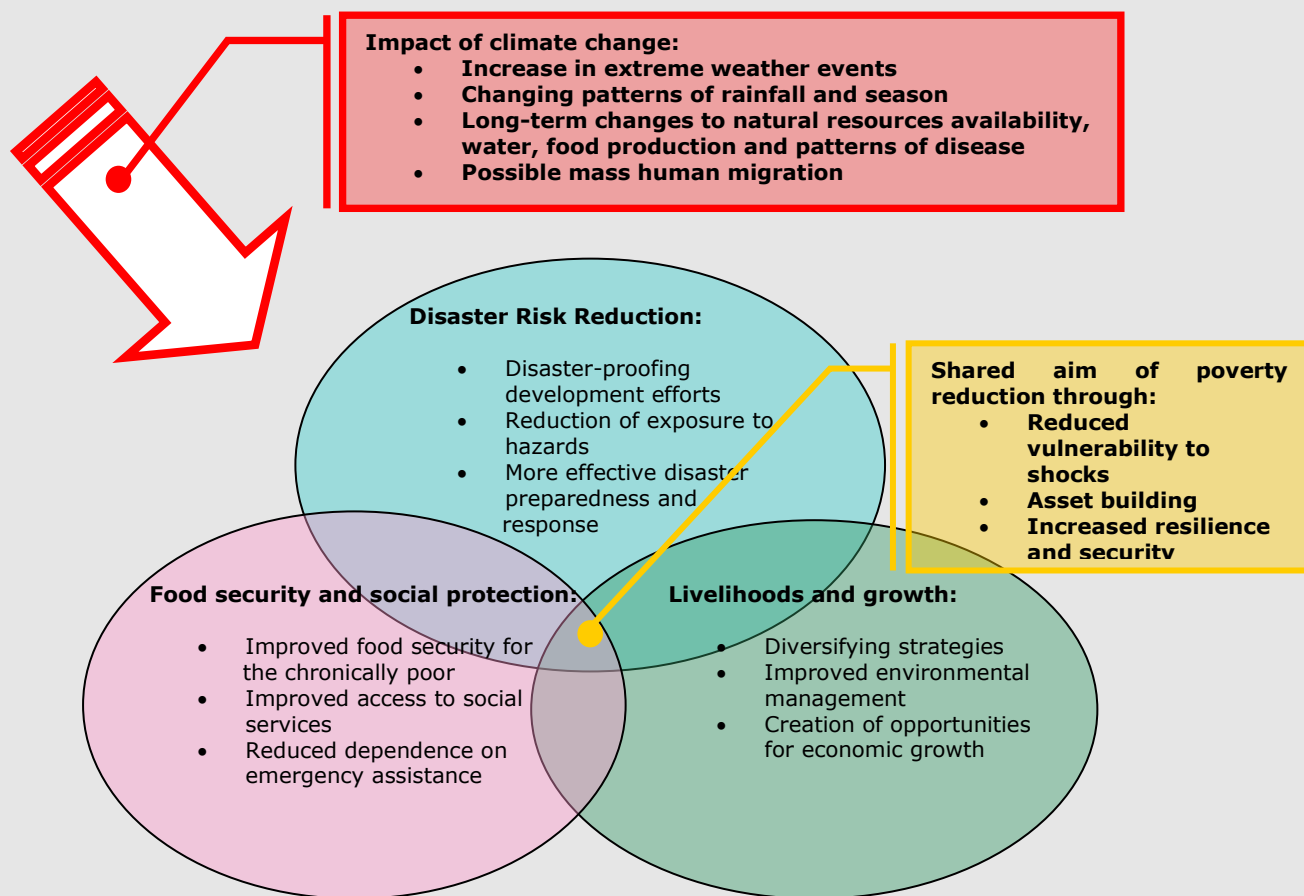 Impact of climate change:
• Increase in extreme weather events
• Changing patterns of rainfall and season
• Long-term changes to natural resources availability,
water, food production and patterns of disease
• Possible mass human migration
Disaster Risk Reduction:
• Disaster-proofing
development efforts
• Reduction of exposure to
hazards
• More effective disaster
preparedness and
response
Shared aim of poverty
reduction through:
• Reduced
vulnerability to
shocks
• Asset building
• Increased resilience
and security
Food security and social protection:
• Improved food security for
the chronically poor
• Improved access to social
services
• Reduced dependence on
emergency assistance
Livelihoods and growth:
• Diversifying strategies
• Improved environmental
management
• Creation of opportunities
for economic growth